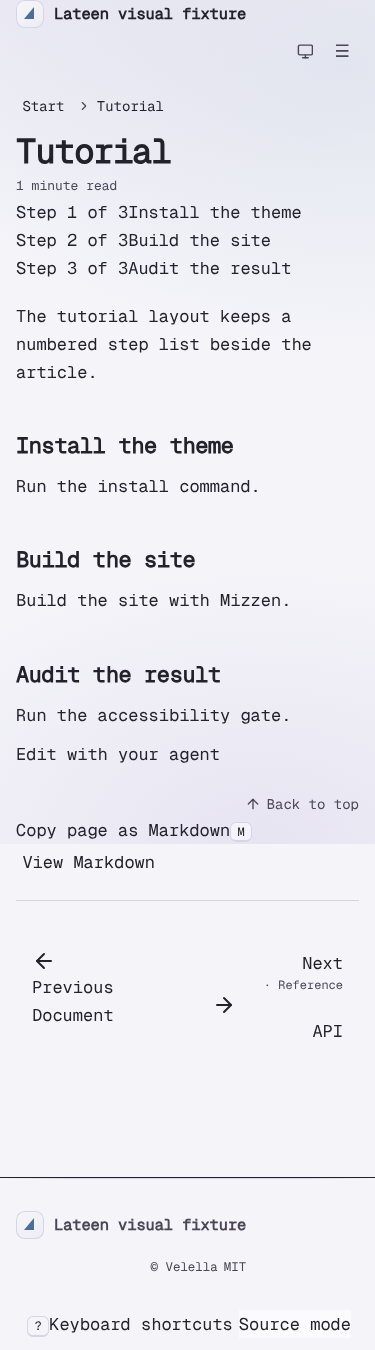 Lateen visual fixture
Start > Tutorial
Tutorial
1 minute read
Step 1 of 3Install the theme
Step 2 of 3Build the site
Step 3 of 3Audit the result
The tutorial layout keeps a
numbered step list beside the
article.
Install the theme
Run the install command.
Build the site
Build the site with Mizzen.
Audit the result
Run the accessibility gate.
Edit with your agent
↑ Back to top
Copy page as Markdown M
View Markdown
←
Previous
Document
Next
· Reference
→
API
Lateen visual fixture
© Velella MIT
? Keyboard shortcuts Source mode